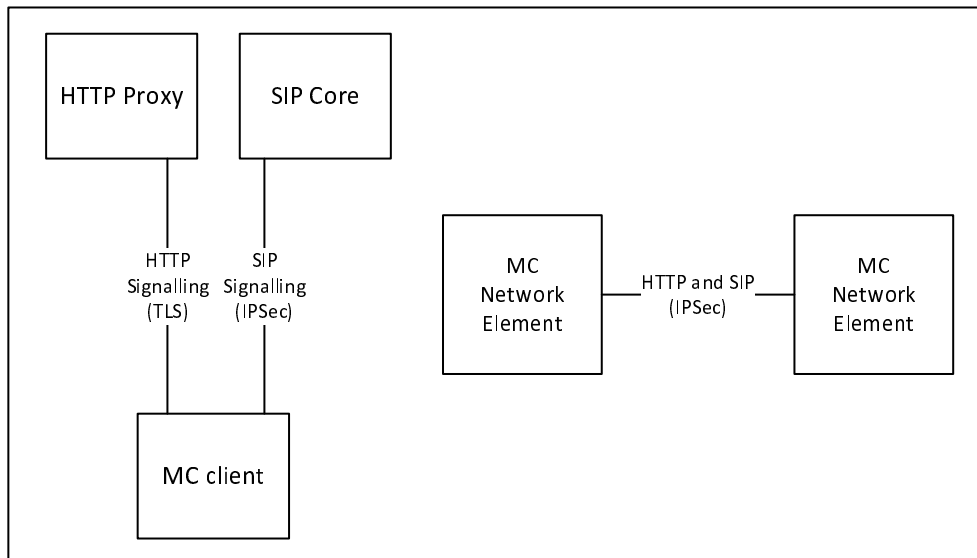 HTTP Proxy
SIP Core
HTTP
Signalling
(TLS)
SIP
Signalling
(IPSec)
MC client
MC
Network
Element
HTTP and SIP
(IPSec)
MC
Network
Element